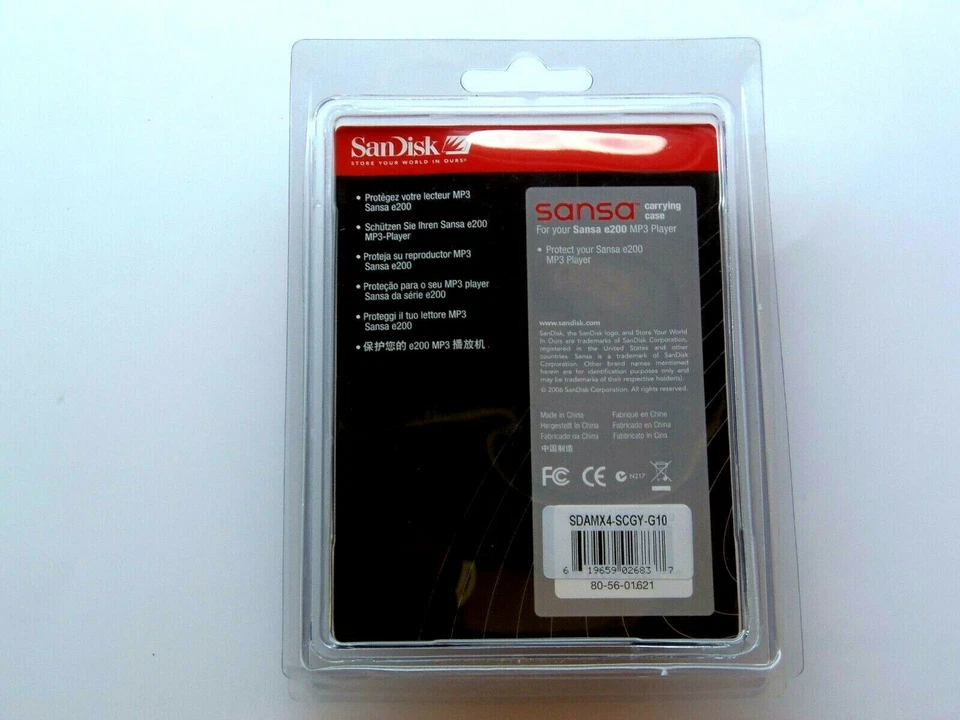 SanDisk
STORE YOUR WORLD IN OURS®
• Protégez votre lecteur MP3
Sansa e200
• Schützen Sie Ihren Sansa e200
MP3-Player
• Proteja su reproductor MP3
Sansa e200
• Proteção para o seu MP3 player
Sansa da série e200
• Proteggi il tuo lettore MP3
Sansa e200
• 保护您的 e200 MP3 播放机.
sansa™ carrying
case
For your Sansa e200 MP3 Player
• Protect your Sansa e200
MP3 Player
www.sandisk.com
SanDisk, the SanDisk logo, and Store Your World
In Ours are trademarks of SanDisk Corporation,
registered in the United States and other
countries. Sansa is a trademark of SanDisk
Corporation. Other brand names mentioned
herein are for identification purposes only and
may be trademarks of their respective holder(s).
© 2006 SanDisk Corporation. All rights reserved.
Made in China Fabriqué en Chine
Hergestellt in China Fabricado en China
Fabricado na China Fabbricato in Cina
中国制造
FC CE N217
SDAMX4-SCGY-G10
6 19659 02683 7
80-56-01621